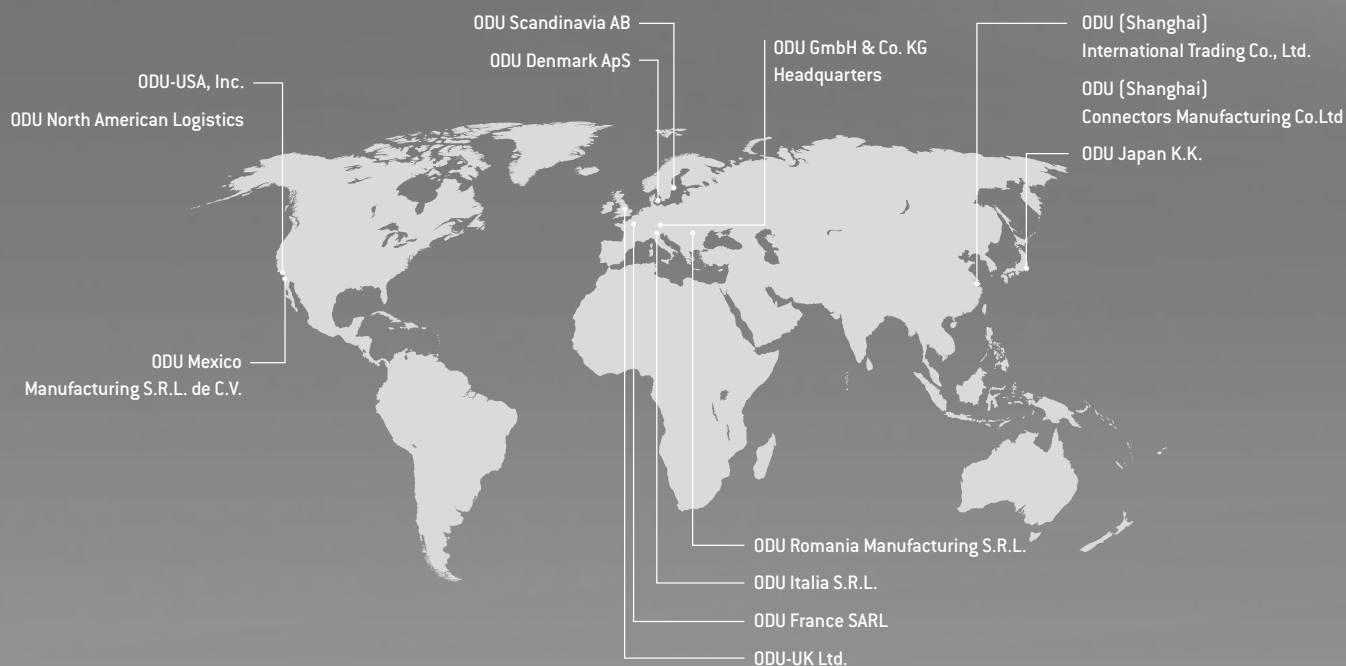 ODU Scandinavia AB
ODU Denmark ApS
ODU GmbH & Co. KG
Headquarters
ODU (Shanghai)
International Trading Co., Ltd.
ODU (Shanghai)
Connectors Manufacturing Co.Ltd
ODU Japan K.K.
ODU-USA, Inc.
ODU North American Logistics
ODU Mexico
Manufacturing S.R.L. de C.V.
ODU Romania Manufacturing S.R.L.
ODU Italia S.R.L.
ODU France SARL
ODU-UK Ltd.